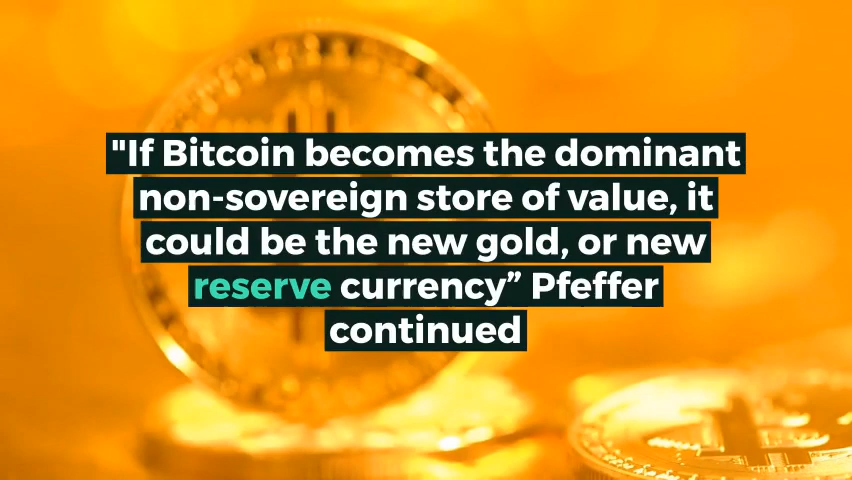 "If Bitcoin becomes the dominant
non-sovereign store of value, it
could be the new gold, or new
reserve currency” Pfeffer
continued